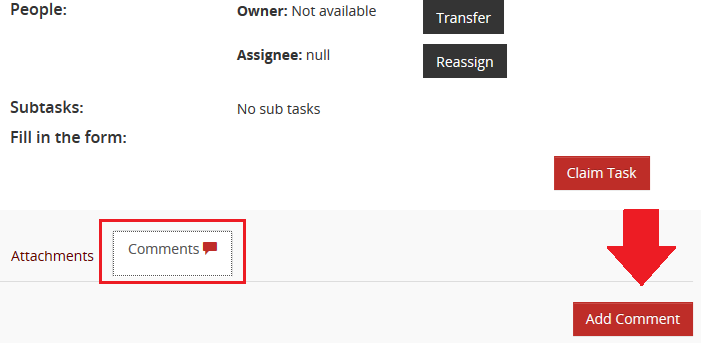 People:
Owner: Not available
Transfer
Assignee: null
Reassign
Subtasks:
No sub tasks
Fill in the form:
Claim Task
Attachments
Comments
Add Comment